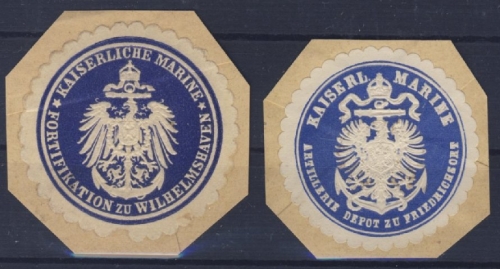 ★ KAISERLICHE MARINE ★
FORTIFIKATION ZU WILHELMSHAVEN
KAISERL. MARINE
ARTILLERIE DEPOT ZU FRIEDRICHSORT